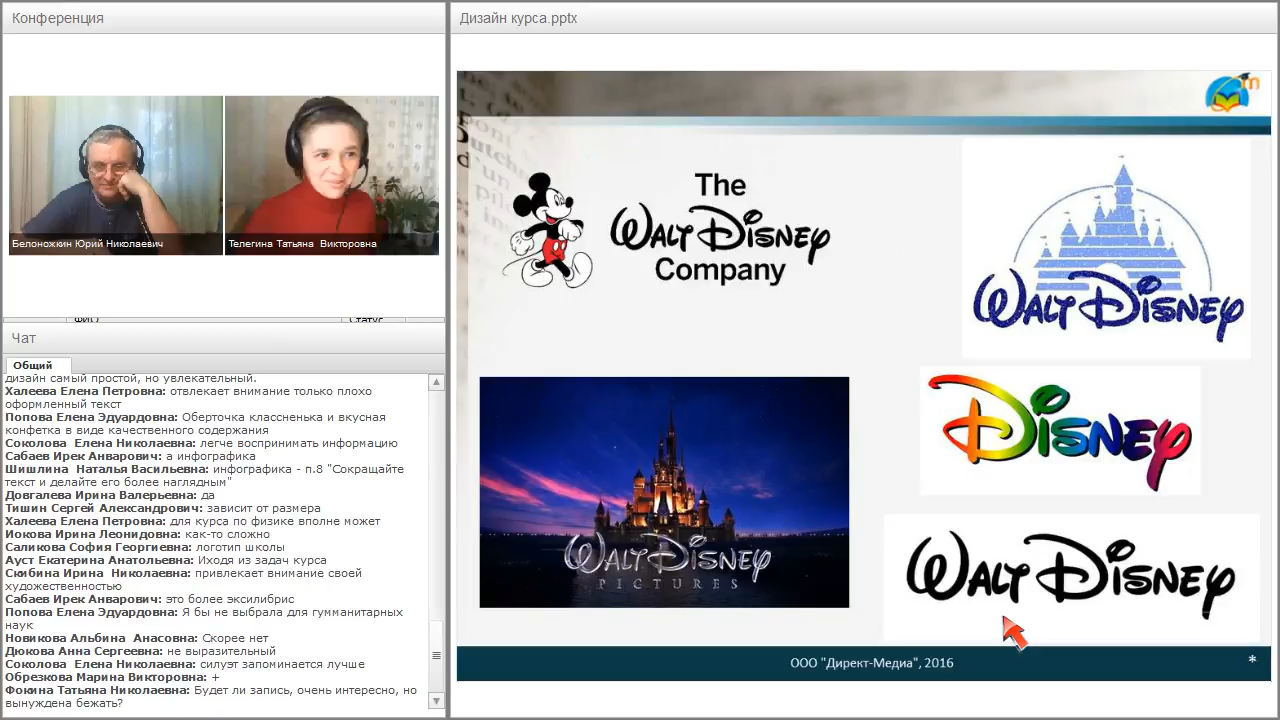 Конференция
Дизайн курса.pptx
Белоножкин Юрий Николаевич
Телегина Татьяна Викторовна
ФИО
Статус
Чат
Общий
дизайн самый простой, но увлекательный.
Халеева Елена Петровна: отвлекает внимание только плохо
оформленный текст
Попова Елена Эдуардовна: Оберточка классненька и вкусная
конфетка в виде качественного содержания
Соколова Елена Николаевна: легче воспринимать информацию
Сабаев Ирек Анварович: а инфографика
Шишлина Наталья Васильевна: инфографика - п.8 "Сокращайте
текст и делайте его более наглядным"
Довгалева Ирина Валерьевна: да
Тишин Сергей Александрович: зависит от размера
Халеева Елена Петровна: для курса по физике вполне может
Иокова Ирина Леонидовна: как-то сложно
Саликова София Георгиевна: логотип школы
Ауст Екатерина Анатольевна: Иходя из задач курса
Скибина Ирина Николаевна: привлекает внимание своей
художественностью
Сабаев Ирек Анварович: это более эксилибрис
Попова Елена Эдуардовна: Я бы не выбрала для гумманитарных
наук
Новикова Альбина Анасовна: Скорее нет
Дюкова Анна Сергеевна: не выразительный
Соколова Елена Николаевна: силуэт запоминается лучше
Обрезкова Марина Викторовна: +
Фокина Татьяна Николаевна: Будет ли запись, очень интересно, но
вынуждена бежать?
The
Walt Disney
Company
Walt Disney
Walt Disney
PICTURES
Disney
Walt Disney
ООО "Директ-Медиа", 2016
*